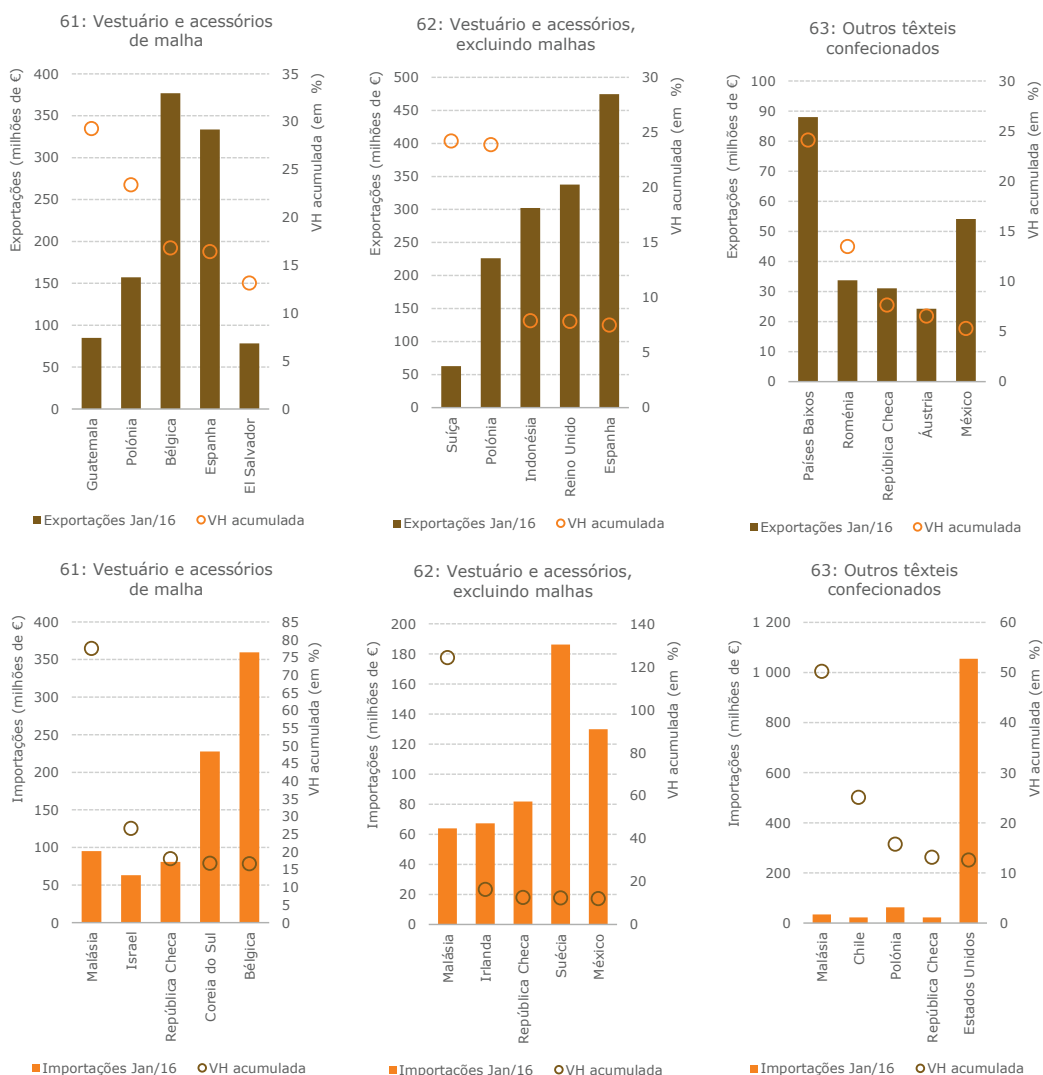 61: Vestuário e acessórios
de malha
Exportações (milhões de €)
400
350
300
250
200
150
100
50
0
35
30
25
20
15
10
5
0
VH acumulada (em %)
Guatemala
Polónia
Bélgica
Espanha
El Salvador
Exportações Jan/16 VH acumulada
62: Vestuário e acessórios,
excluindo malhas
Exportações (milhões de €)
500
450
400
350
300
250
200
150
100
50
0
30
25
20
15
10
5
0
VH acumulada (em %)
Suíça
Polónia
Indonésia
Reino Unido
Espanha
Exportações Jan/16 VH acumulada
63: Outros têxteis
confecionados
Exportações (milhões de €)
100
90
80
70
60
50
40
30
20
10
0
30
25
20
15
10
5
0
VH acumulada (em %)
Países Baixos
Roménia
República Checa
Áustria
México
Exportações Jan/16 VH acumulada
61: Vestuário e acessórios
de malha
Importações (milhões de €)
400
350
300
250
200
150
100
50
0
85
80
75
70
65
60
55
50
45
40
35
30
25
20
15
10
5
0
VH acumulada (em %)
Malásia
Israel
República Checa
Coreia do Sul
Bélgica
Importações Jan/16 VH acumulada
62: Vestuário e acessórios,
excluindo malhas
Importações (milhões de €)
200
180
160
140
120
100
80
60
40
20
0
140
120
100
80
60
40
20
0
VH acumulada (em %)
Malásia
Irlanda
República Checa
Suécia
México
Importações Jan/16 VH acumulada
63: Outros têxteis
confecionados
Importações (milhões de €)
1 200
1 000
800
600
400
200
0
60
50
40
30
20
10
0
VH acumulada (em %)
Malásia
Chile
Polónia
República Checa
Estados Unidos
Importações Jan/16 VH acumulada